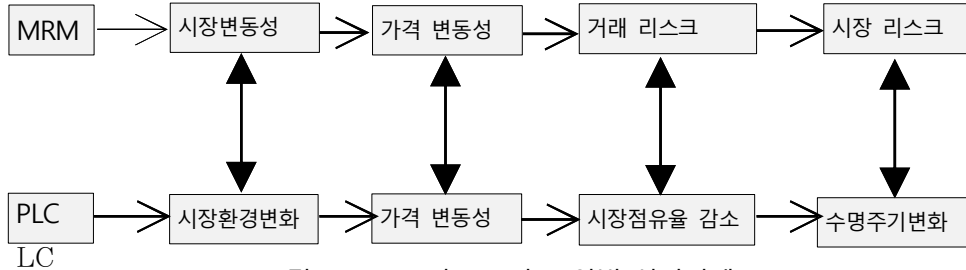 MRM
시장변동성
가격 변동성
거래 리스크
시장 리스크
PLC
시장환경변화
가격 변동성
시장점유율 감소
수명주기변화
LC